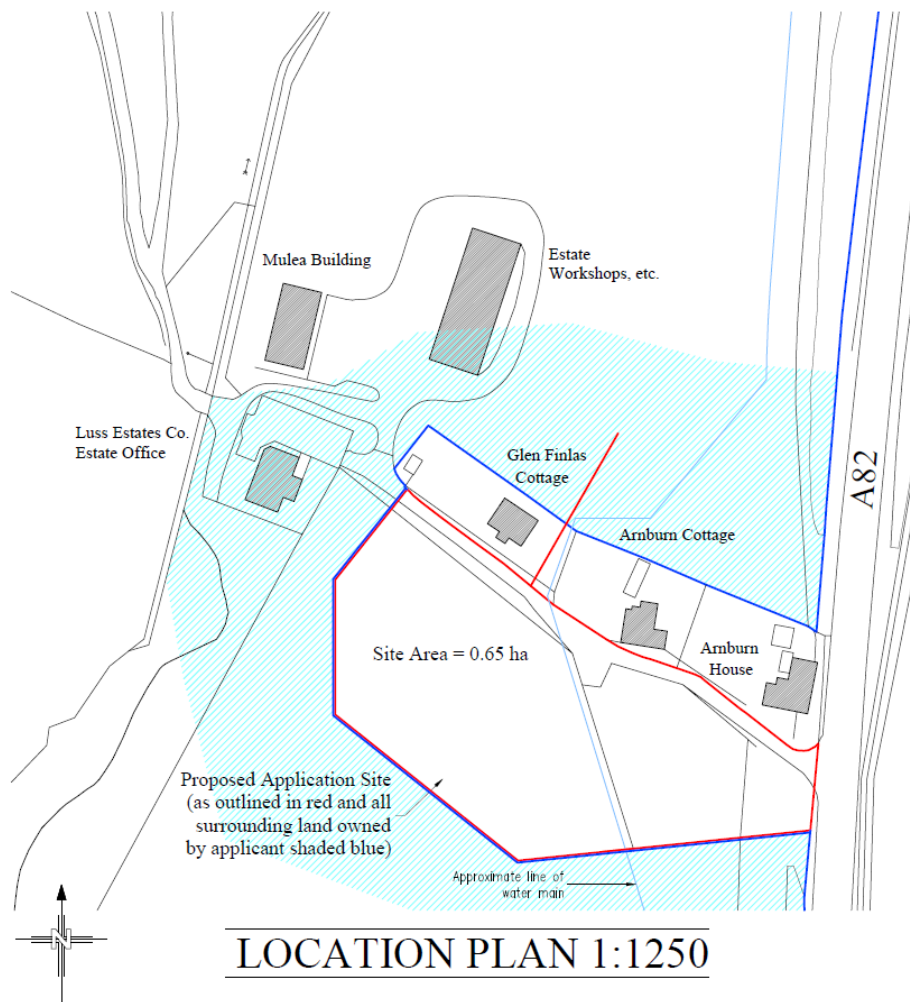 Mulea Building
Estate
Workshops, etc.
Luss Estates Co.
Estate Office
Glen Finlas
Cottage
A82
Arnburn Cottage
Arnburn
House
Site Area = 0.65 ha
Proposed Application Site
(as outlined in red and all
surrounding land owned
by applicant shaded blue)
Approximate line of
water main
N
LOCATION PLAN 1:1250